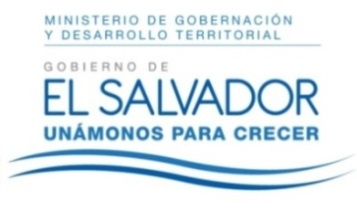 MINISTERIO DE GOBERNACIÓN
Y DESARROLLO TERRITORIAL
GOBIERNO DE
EL SALVADOR
UNÁMONOS PARA CRECER